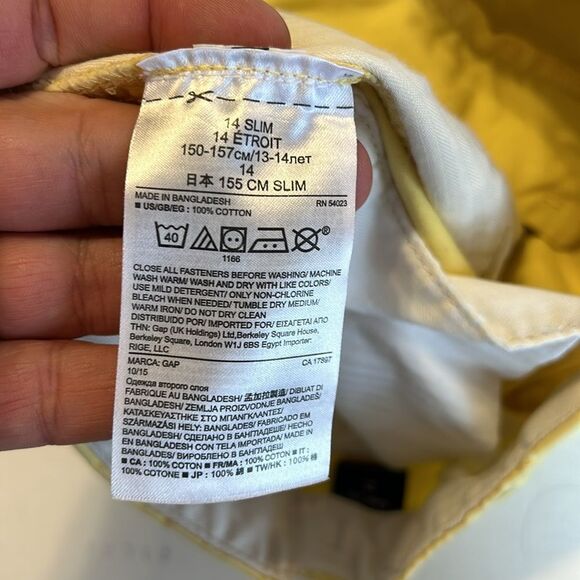 14 SLIM
14 ÉTROIT
150-157CM/13-14лет
14
日本 155 CM SLIM
MADE IN BANGLADESH RN 54023
■ US/GB/EG : 100% COTTON
40
1166
CLOSE ALL FASTENERS BEFORE WASHING/ MACHINE
WASH WARM/ WASH AND DRY WITH LIKE COLORS/
USE MILD DETERGENT/ ONLY NON-CHLORINE
BLEACH WHEN NEEDED/ TUMBLE DRY MEDIUM/
WARM IRON/ DO NOT DRY CLEAN
DISTRIBUIDO POR/ IMPORTED FOR/ ΕΙΣΑΓΕΤΑΙ ΑΠΟ
ΤΗΝ: Gap (UK Holdings) Ltd,Berkeley Square House,
Berkeley Square, London W1J 6BS Egypt Importer:
RIGE, LLC
MARCA: GAP CA 17897
10/15
Одежда второго слоя
FABRIQUÉ AU BANGLADESH/ 孟加拉製造/ DIBUAT DI
BANGLADESH/ ZEMLJA PROIZVODNJE BANGLADEŠ/
ΚΑΤΑΣΚΕΥΑΣΤΗΚΕ ΣΤΟ ΜΠΑΓΚΛΑΝΤΕΣ/
SZÁRMAZÁSI HELY: BANGLADES/ FABRICADO EM
BANGLADESH/ СДЕЛАНО В БАНГЛАДЕШ/ HECHO
EN BANGLADESH CON TELA IMPORTADA/ MADE IN
BANGLADESH
■ CA : 100% COTON ■ FR/MA : 100% COTON ■ IT :
100% COTONE ■ JP : 100% 綿 ■ TW/HK : 100% 棉